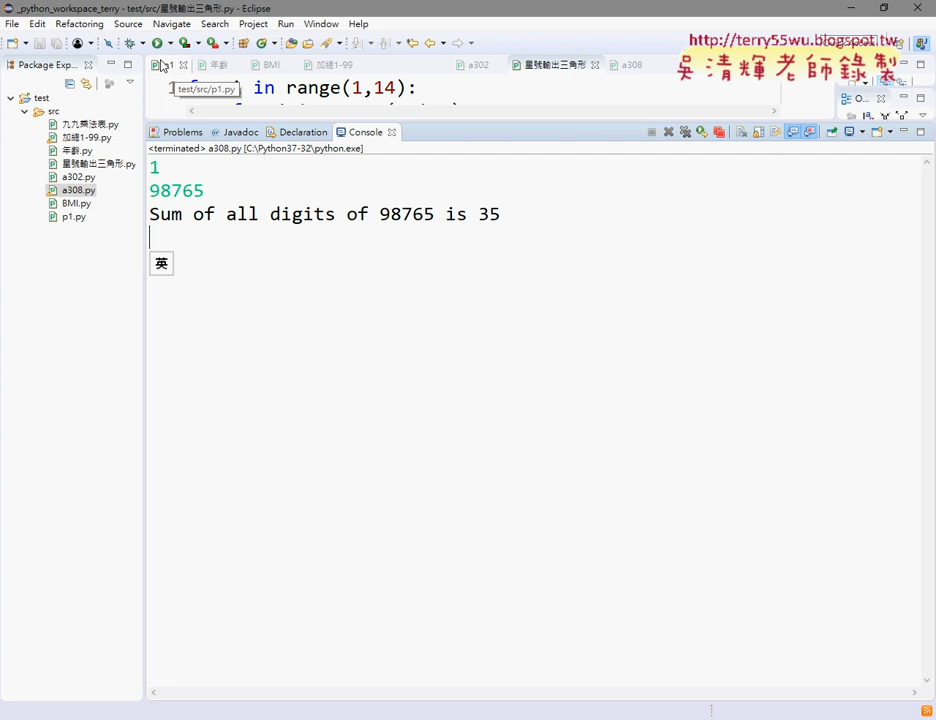 _python_workspace_terry - test/src/星號輸出三角形.py - Eclipse
File Edit Refactoring Source Navigate Search Project Run Window Help
http://terry55wu.blogspot.tw
吳清輝老師錄製
Package Exp...
p1 年齡 BMI 加總1-99 a302 星號輸出三角形 a308
1
in range(1,14):
test/src/p1.py
O...
test
src
九九乘法表.py
加總1-99.py
年齡.py
星號輸出三角形.py
a302.py
a308.py
BMI.py
p1.py
Problems Javadoc Declaration Console
<terminated> a308.py [C:\Python37-32\python.exe]
1
98765
Sum of all digits of 98765 is 35
英